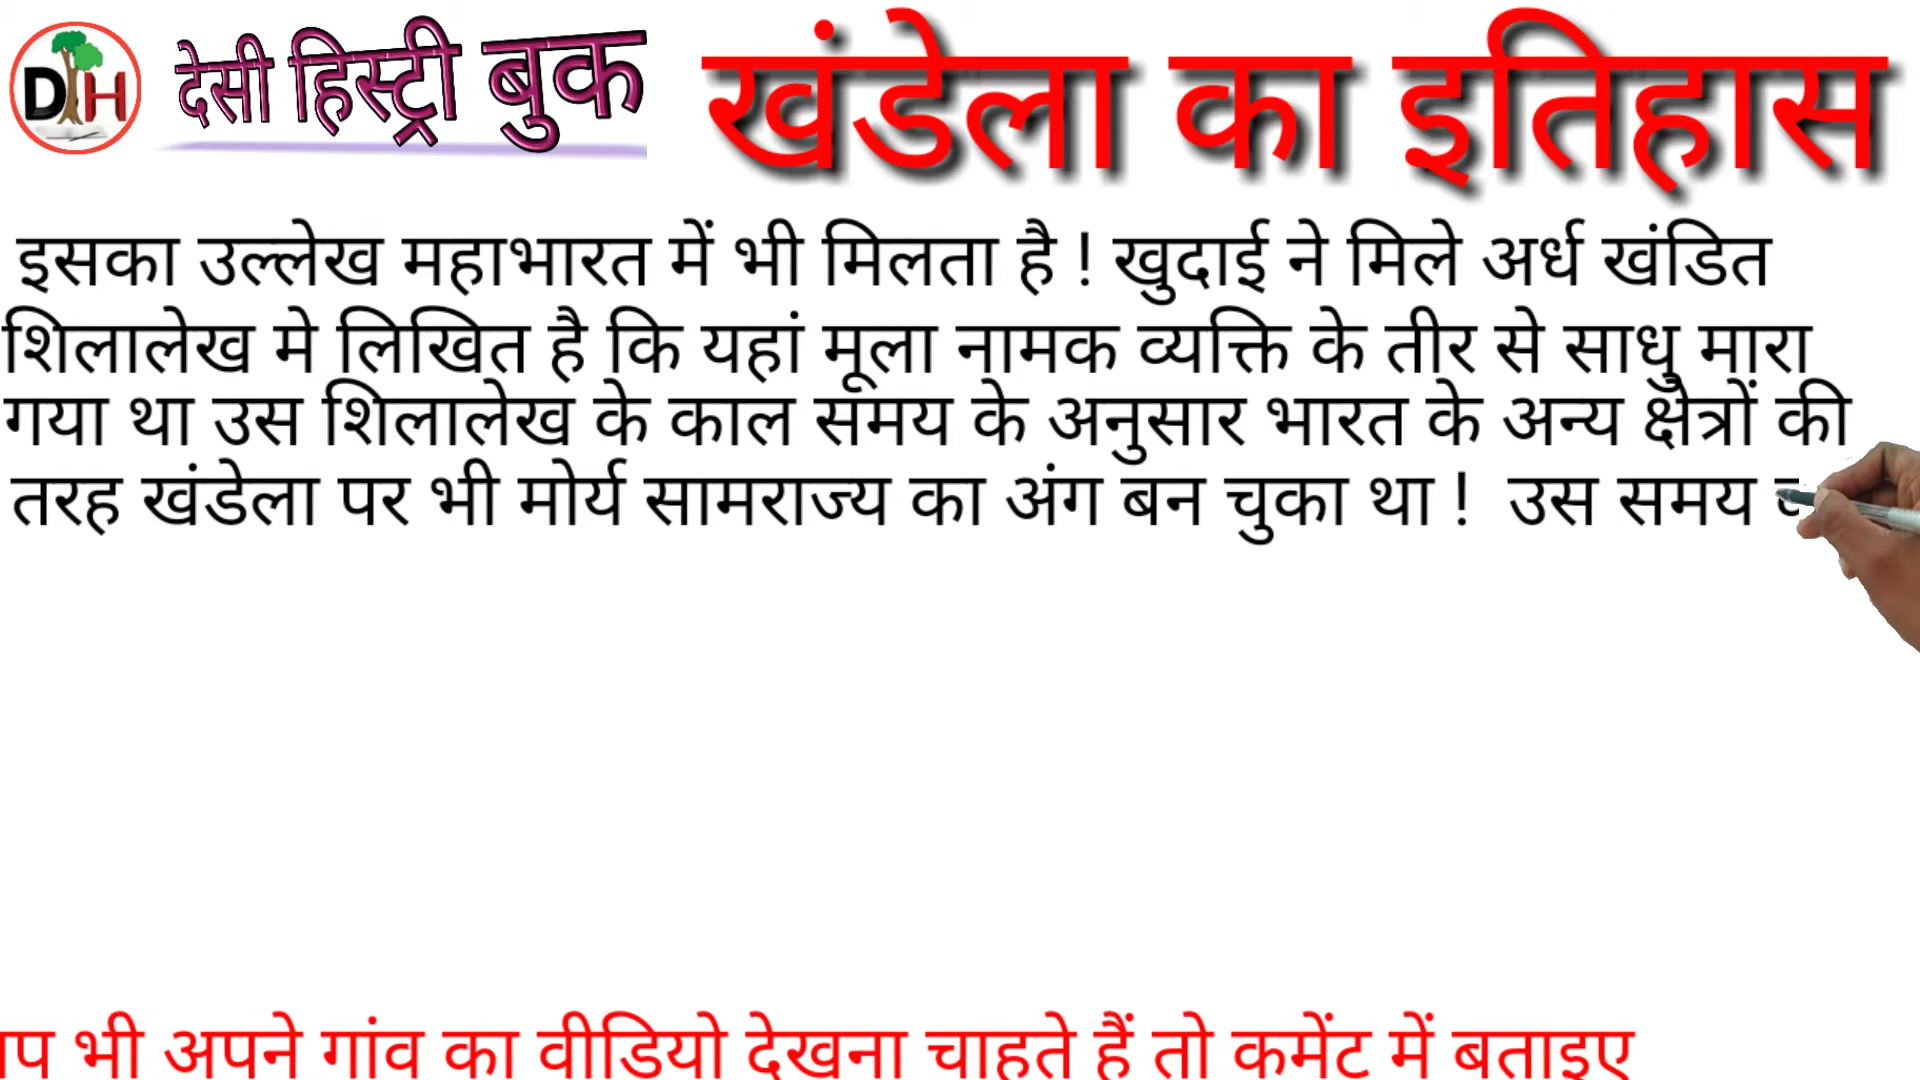 DH
देसी हिस्ट्री बुक
खंडेला का इतिहास
इसका उल्लेख महाभारत में भी मिलता है ! खुदाई ने मिले अर्ध खंडित
शिलालेख मे लिखित है कि यहां मूला नामक व्यक्ति के तीर से साधु मारा
गया था उस शिलालेख के काल समय के अनुसार भारत के अन्य क्षैत्रों की
तरह खंडेला पर भी मोर्य सामराज्य का अंग बन चुका था ! उस समय
भी अपने गांव का वीडियो देखना चाहते हैं तो कमेंट में बताइए